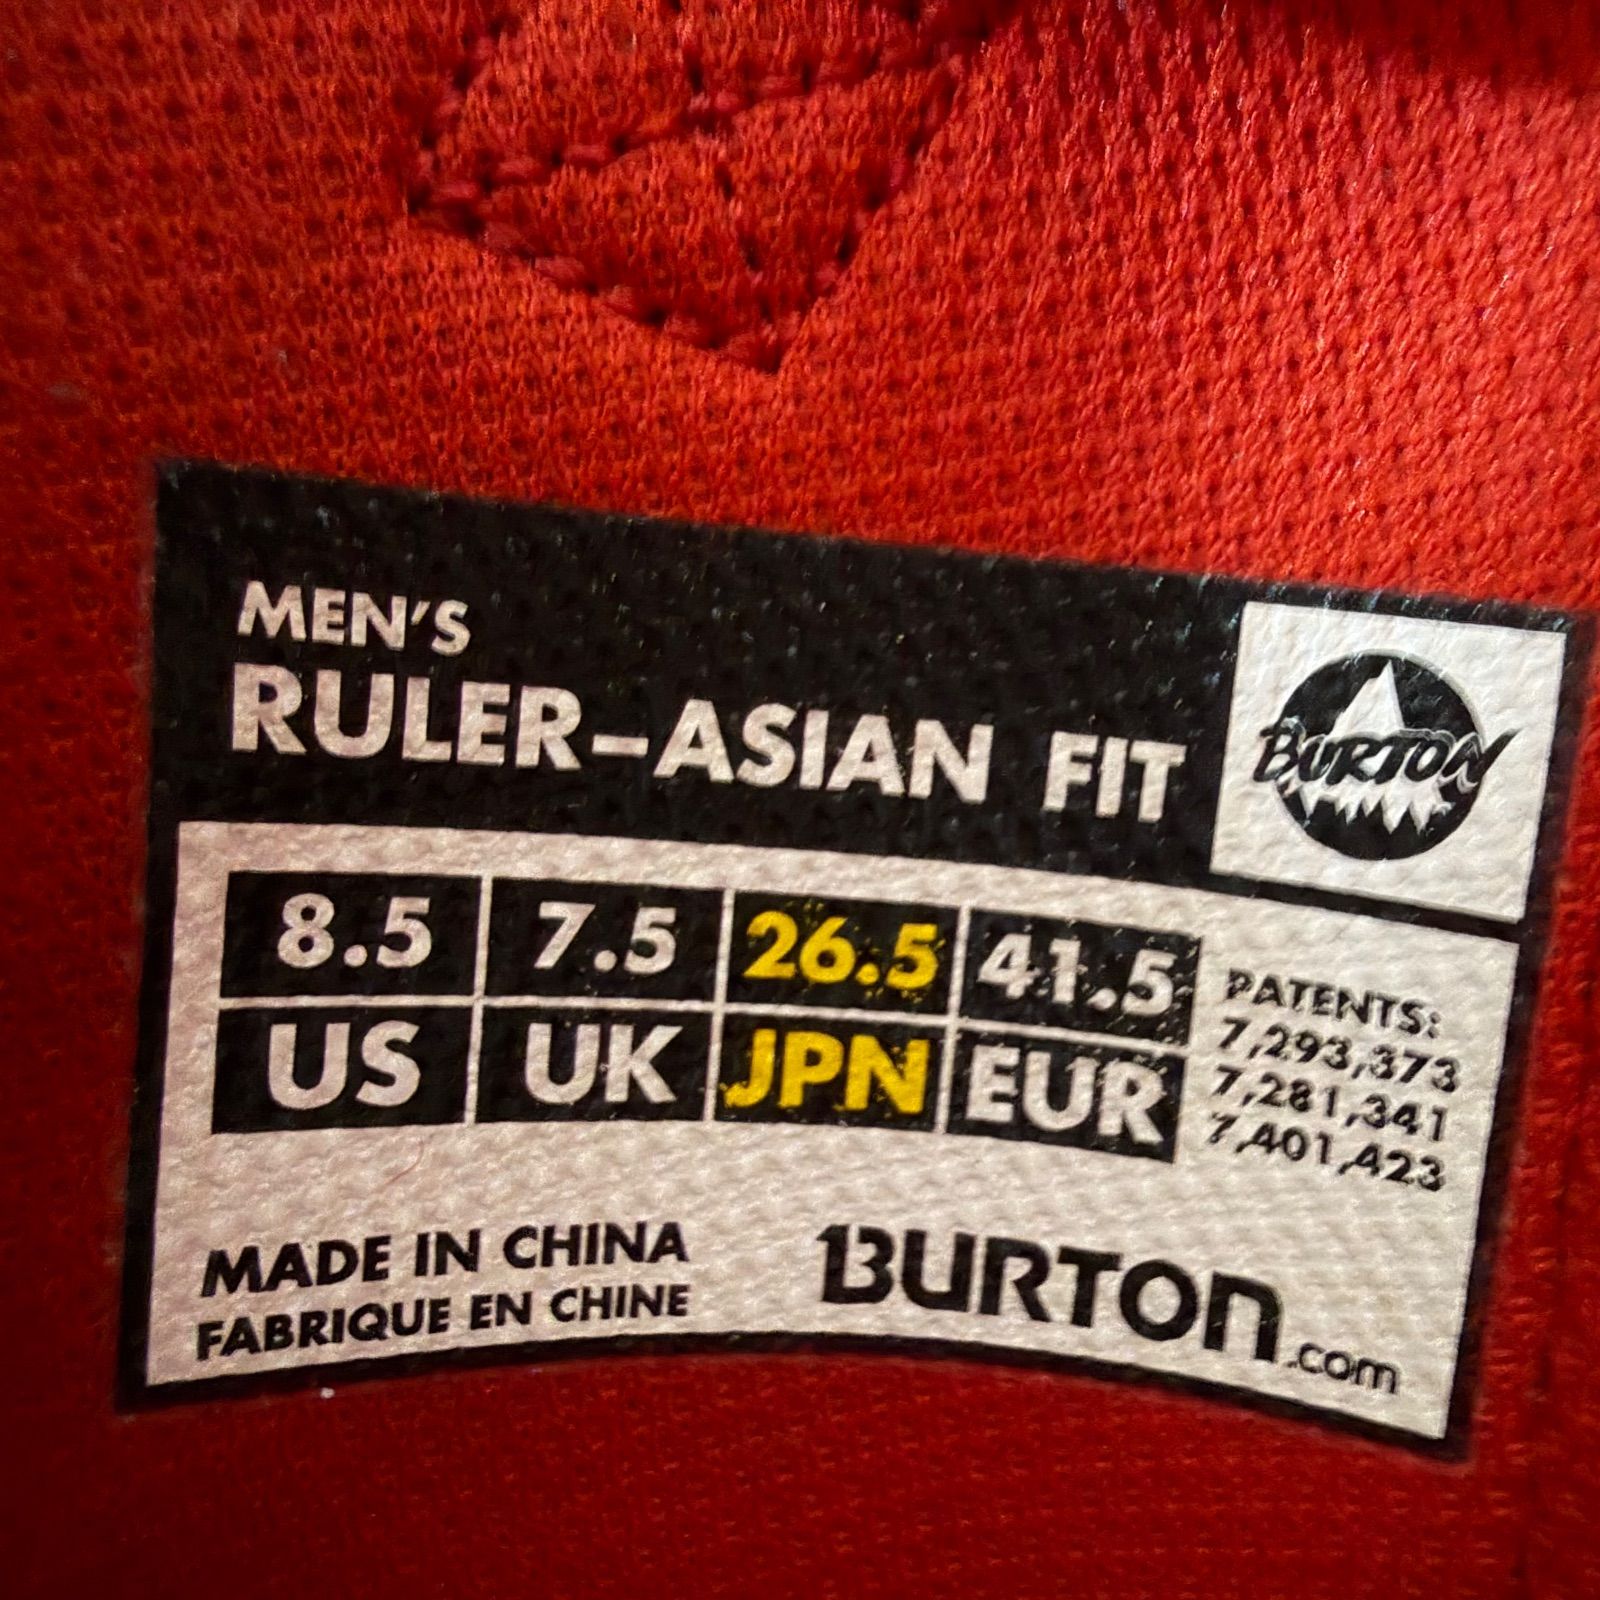 MEN'S
RULER-ASIAN FIT
BURTON
8.5 7.5 26.5 41.5
US UK JPN EUR
PATENTS:
7,293,373
7,281,341
7,401,423
MADE IN CHINA
FABRIQUE EN CHINE
BURTON.com